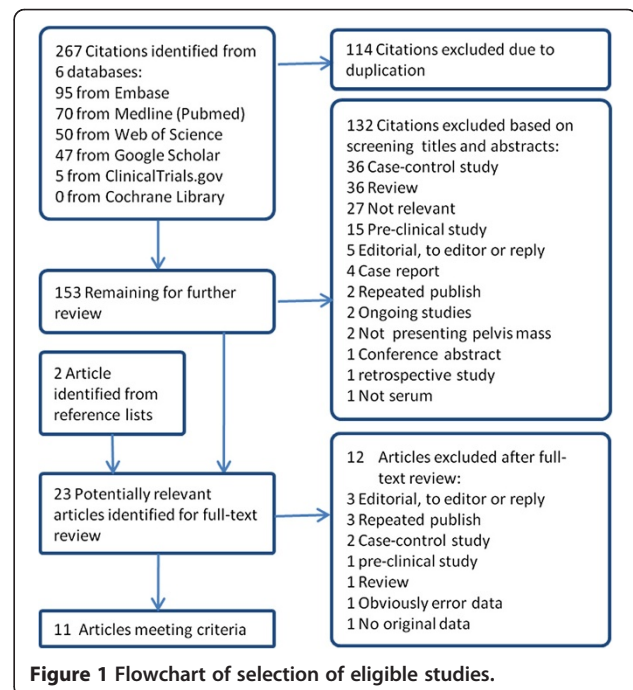 267 Citations identified from
6 databases:
95 from Embase
70 from Medline (Pubmed)
50 from Web of Science
47 from Google Scholar
5 from ClinicalTrials.gov
0 from Cochrane Library
114 Citations excluded due to
duplication
132 Citations excluded based on
screening titles and abstracts:
36 Case-control study
36 Review
27 Not relevant
15 Pre-clinical study
5 Editorial, to editor or reply
4 Case report
2 Repeated publish
2 Ongoing studies
2 Not presenting pelvis mass
1 Conference abstract
1 retrospective study
1 Not serum
153 Remaining for further
review
2 Article
identified from
reference lists
23 Potentially relevant
articles identified for full-text
review
12 Articles excluded after full-
text review:
3 Editorial, to editor or reply
3 Repeated publish
2 Case-control study
1 pre-clinical study
1 Review
1 Obviously error data
1 No original data
11 Articles meeting criteria
Figure 1 Flowchart of selection of eligible studies.